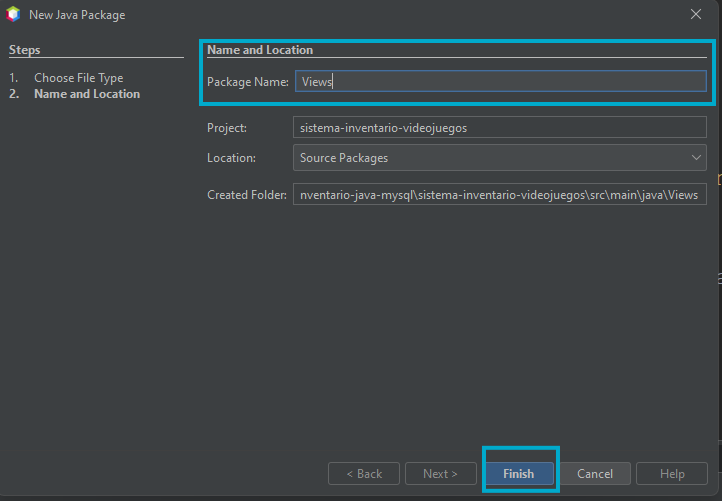 New Java Package
Steps
1. Choose File Type
2. Name and Location
Name and Location
Package Name: Views
Project: sistema-inventario-videojuegos
Location: Source Packages
Created Folder: nventario-java-mysql\sistema-inventario-videojuegos\src\main\java\Views
< Back Next > Finish Cancel Help